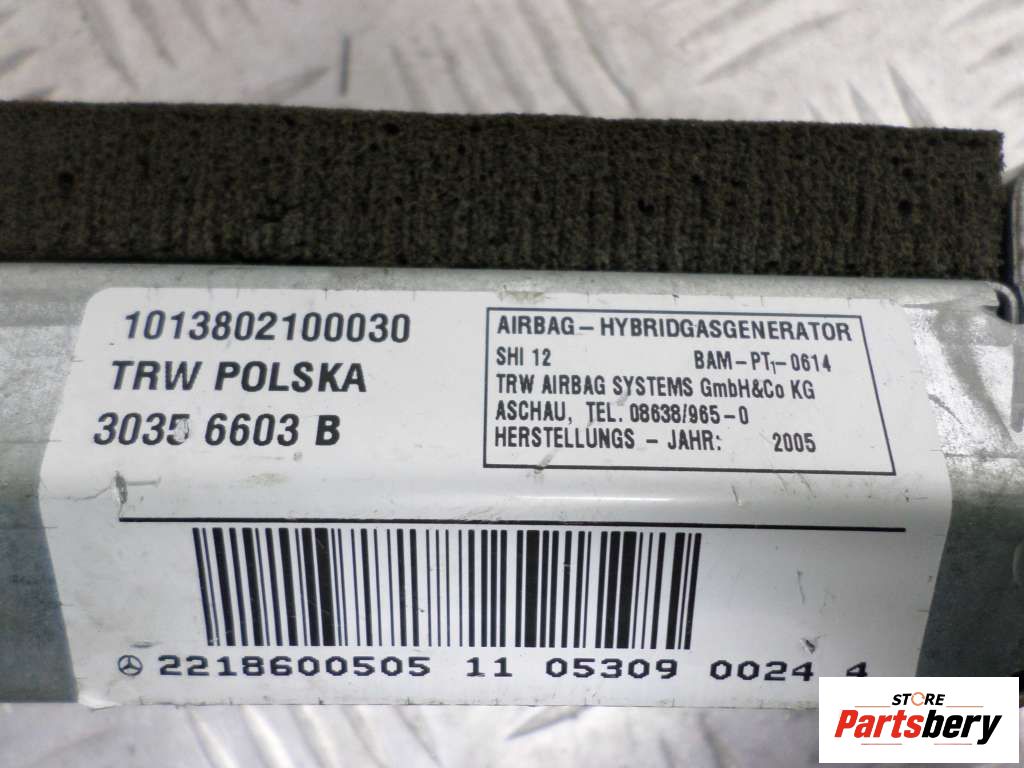 1013802100030
TRW POLSKA
3035 6603 B
AIRBAG – HYBRIDGASGENERATOR
SHI 12 BAM–PT₁–0614
TRW AIRBAG SYSTEMS GmbH&Co KG
ASCHAU, TEL. 08638/965–0
HERSTELLUNGS – JAHR: 2005
2218600505 11 05309 0024 4
STORE
Partsbery